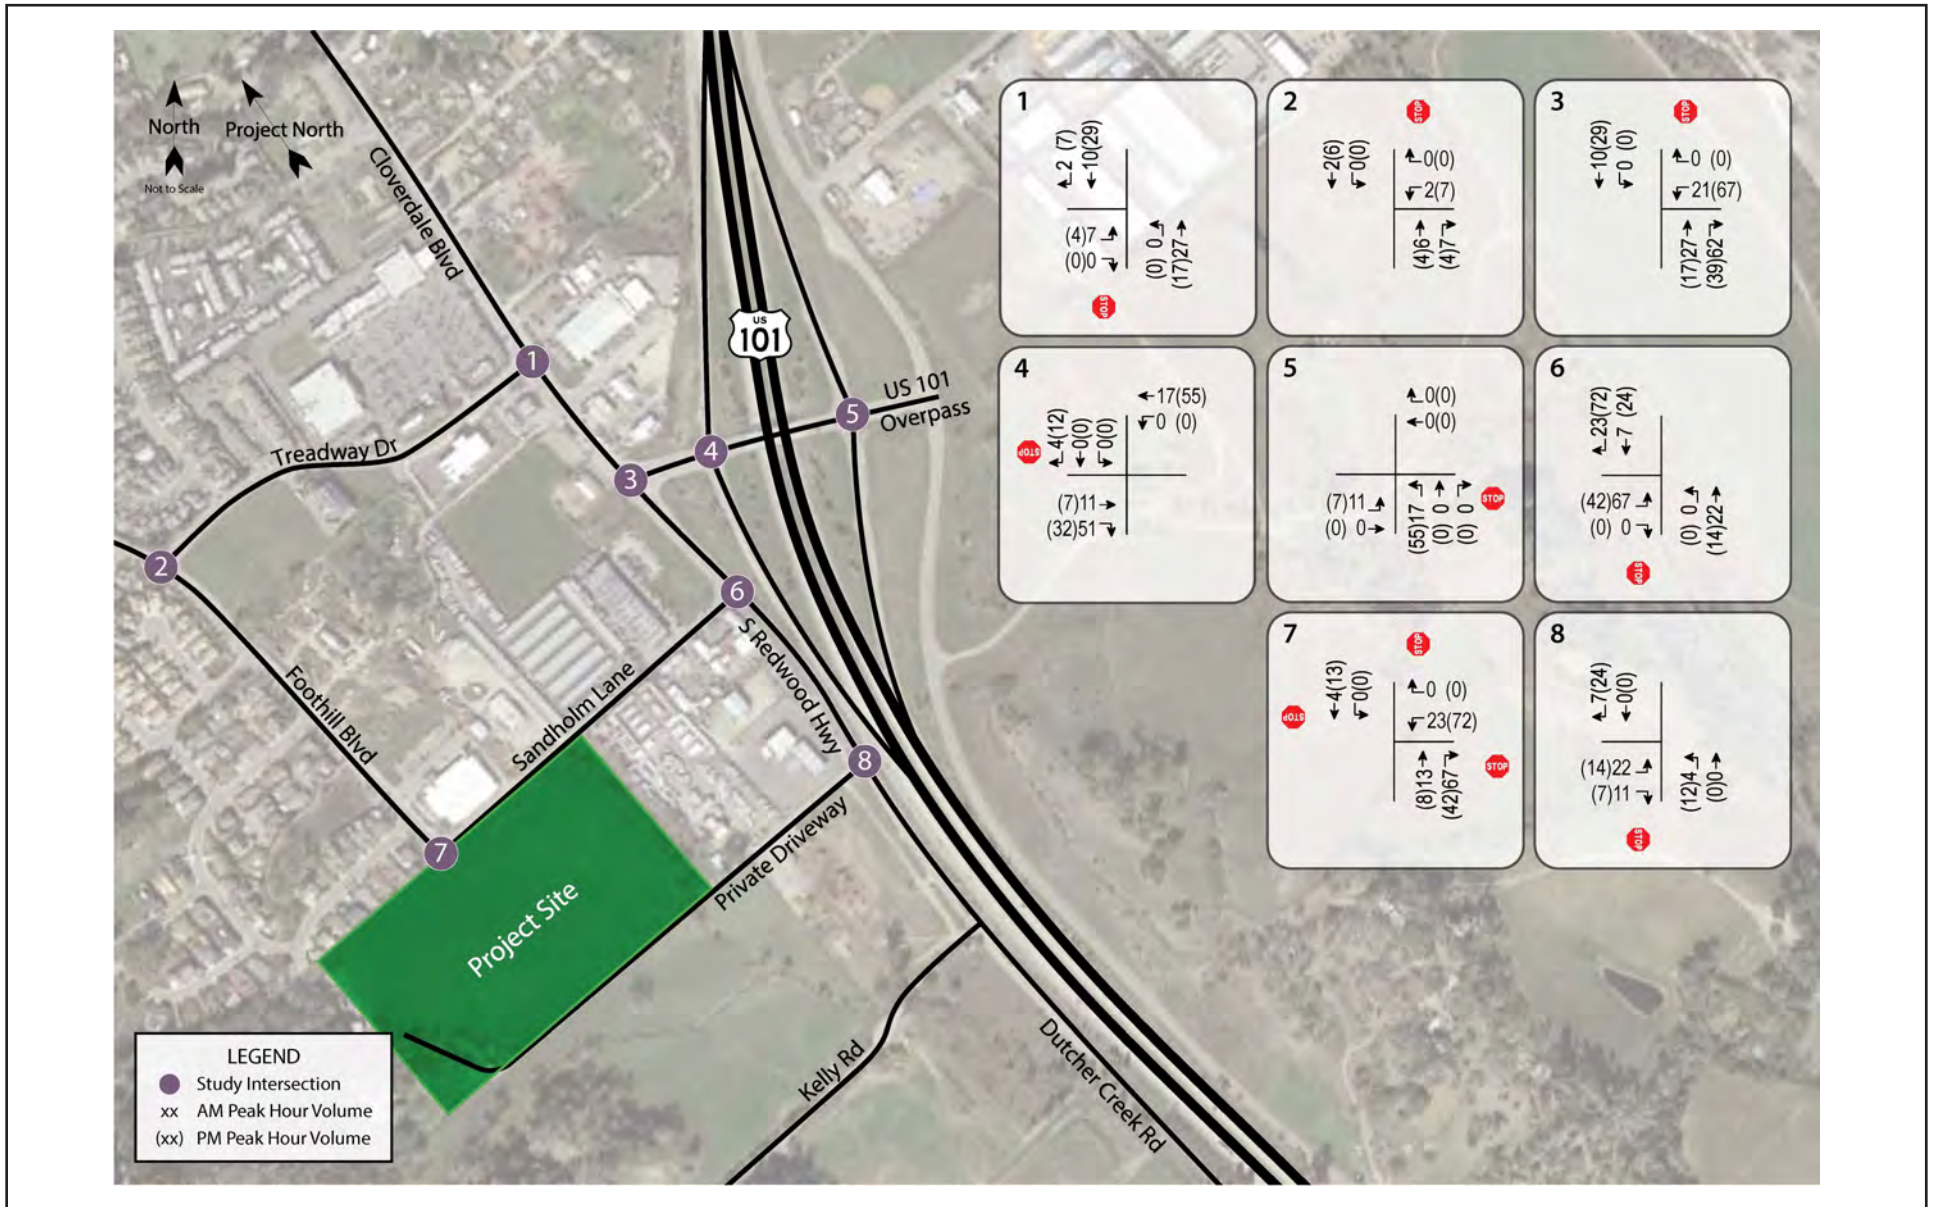 North
Project North
Not to Scale
Cloverdale Blvd
US
101
US 101
Overpass
Treadway Dr
1
2
3
4
5
6
7
8
Foothill Blvd
Sandholm Lane
S Redwood Hwy
Private Driveway
Project Site
Kelly Rd
Dutcher Creek Rd
LEGEND
Study Intersection
xx AM Peak Hour Volume
(xx) PM Peak Hour Volume
1
2 (7)
10(29)
(4)7
(0)0
(0) 0
(17)27
STOP
2
STOP
2(6)
0(0)
0(0)
2(7)
(4)6
(4)7
3
STOP
10(29)
0 (0)
0 (0)
21(67)
(17)27
(39)62
4
STOP
4(12)
0(0)
0(0)
17(55)
0 (0)
(7)11
(32)51
5
0(0)
0(0)
(7)11
(0) 0
(55)17
(0) 0
(0) 0
STOP
6
23(72)
7 (24)
(42)67
(0) 0
(0) 0
(14)22
STOP
7
STOP
STOP
4(13)
0(0)
0 (0)
23(72)
(8)13
(42)67
STOP
8
7(24)
0(0)
(14)22
(7)11
(12)4
(0)0
STOP